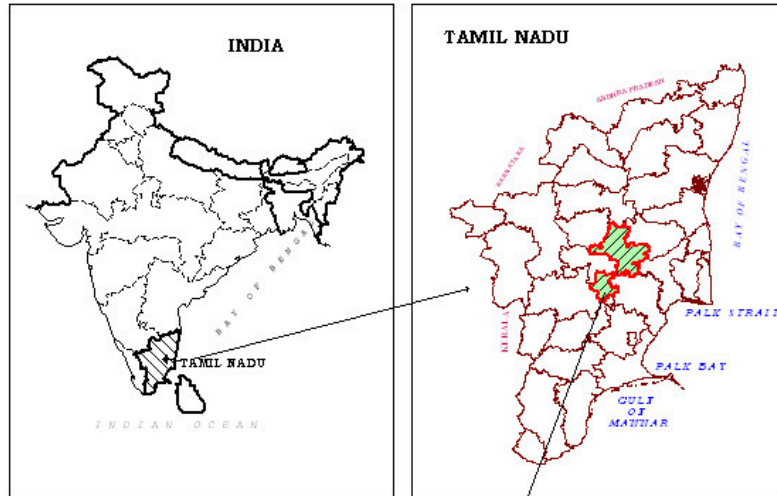 INDIA
BAY OF BENGAL
TAMIL NADU
INDIAN OCEAN
TAMIL NADU
ANDHRA PRADESH
KARNATAKA
BAY OF BENGAL
KERALA
PALK STRAIT
PALK BAY
GULF
OF
MANNAR